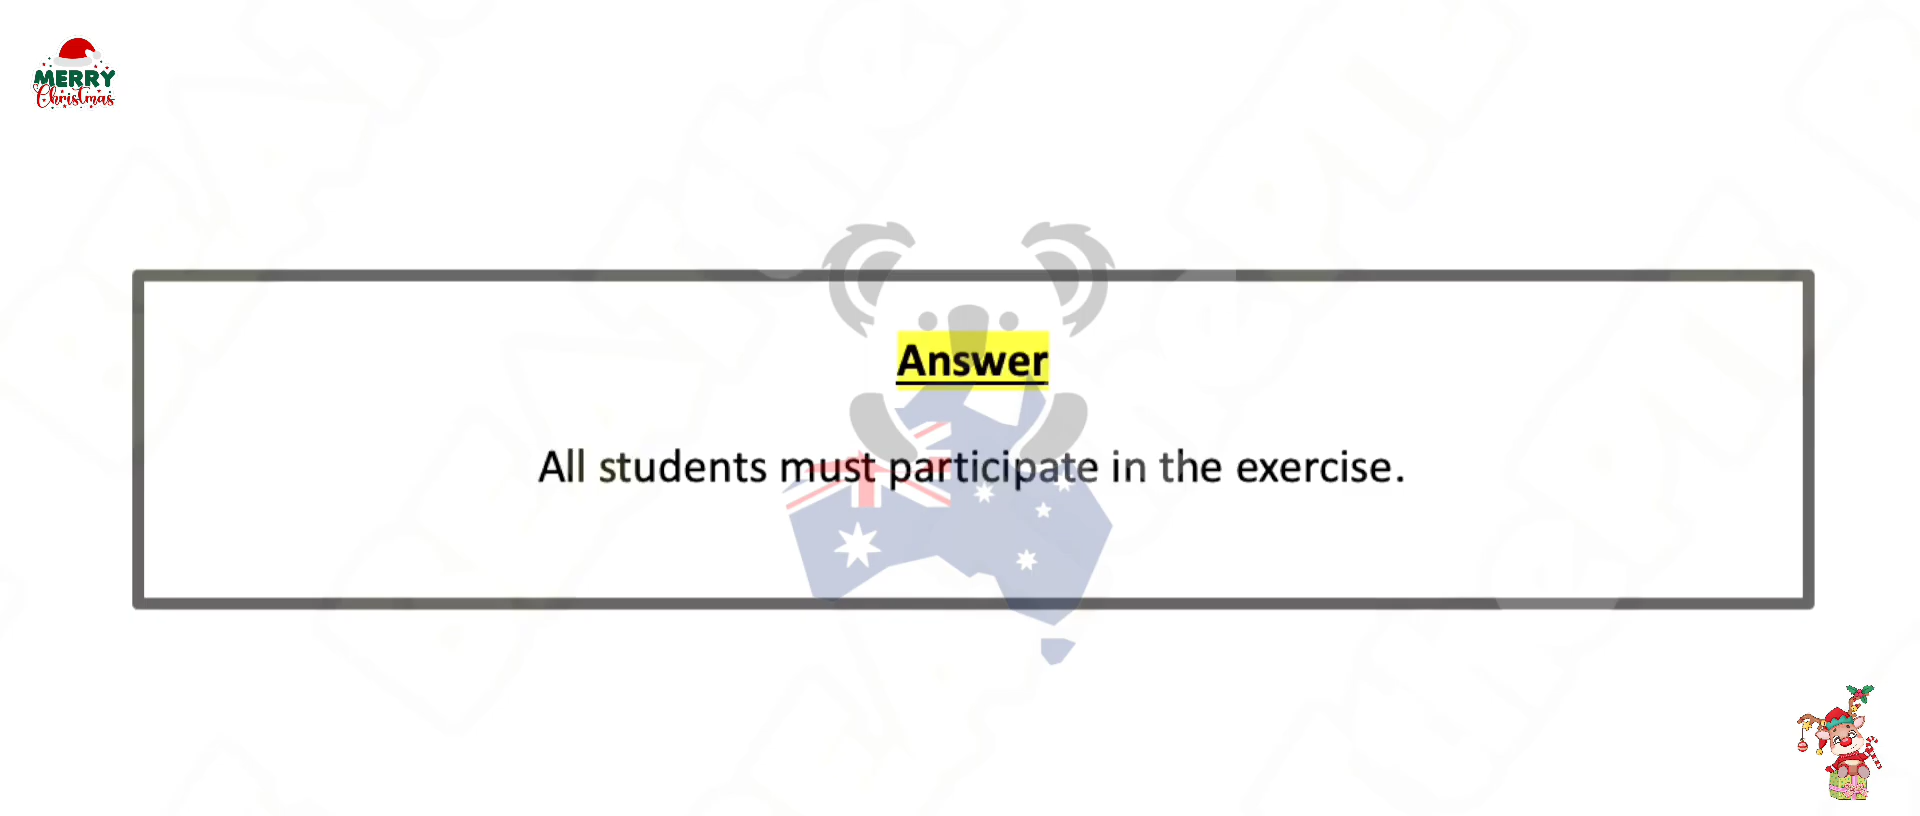 MERRY
Christmas
Answer
All students must participate in the exercise.